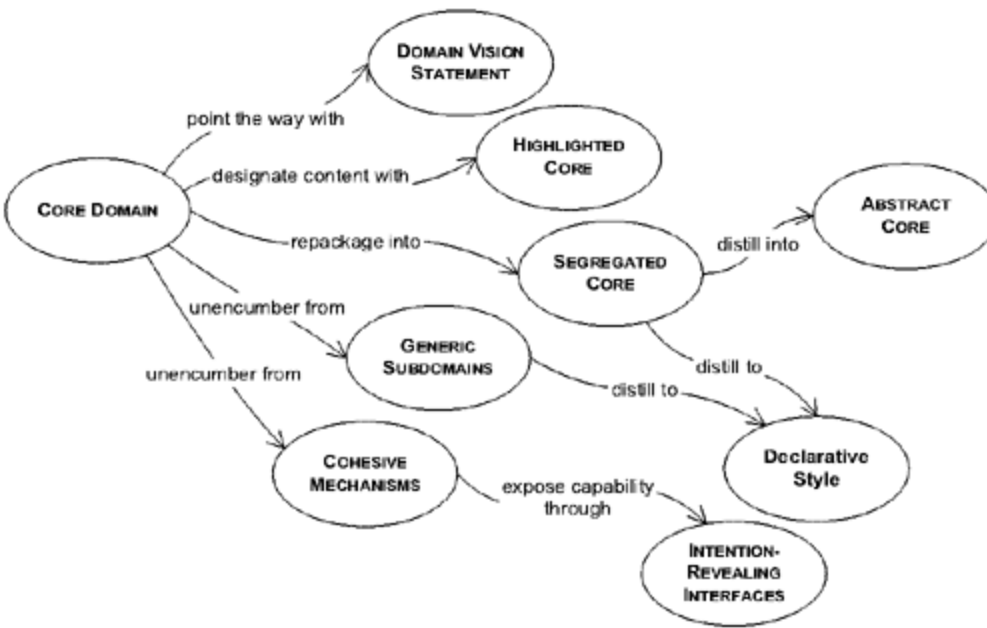 DOMAIN VISION
STATEMENT
point the way with
HIGHLIGHTED
CORE
designate content with
CORE DOMAIN
ABSTRACT
CORE
repackage into
distill into
SEGREGATED
CORE
unencumber from
GENERIC
SUBDOMAINS
unencumber from
distill to
distill to
COHESIVE
MECHANISMS
Declarative
Style
expose capability
through
INTENTION-
REVEALING
INTERFACES